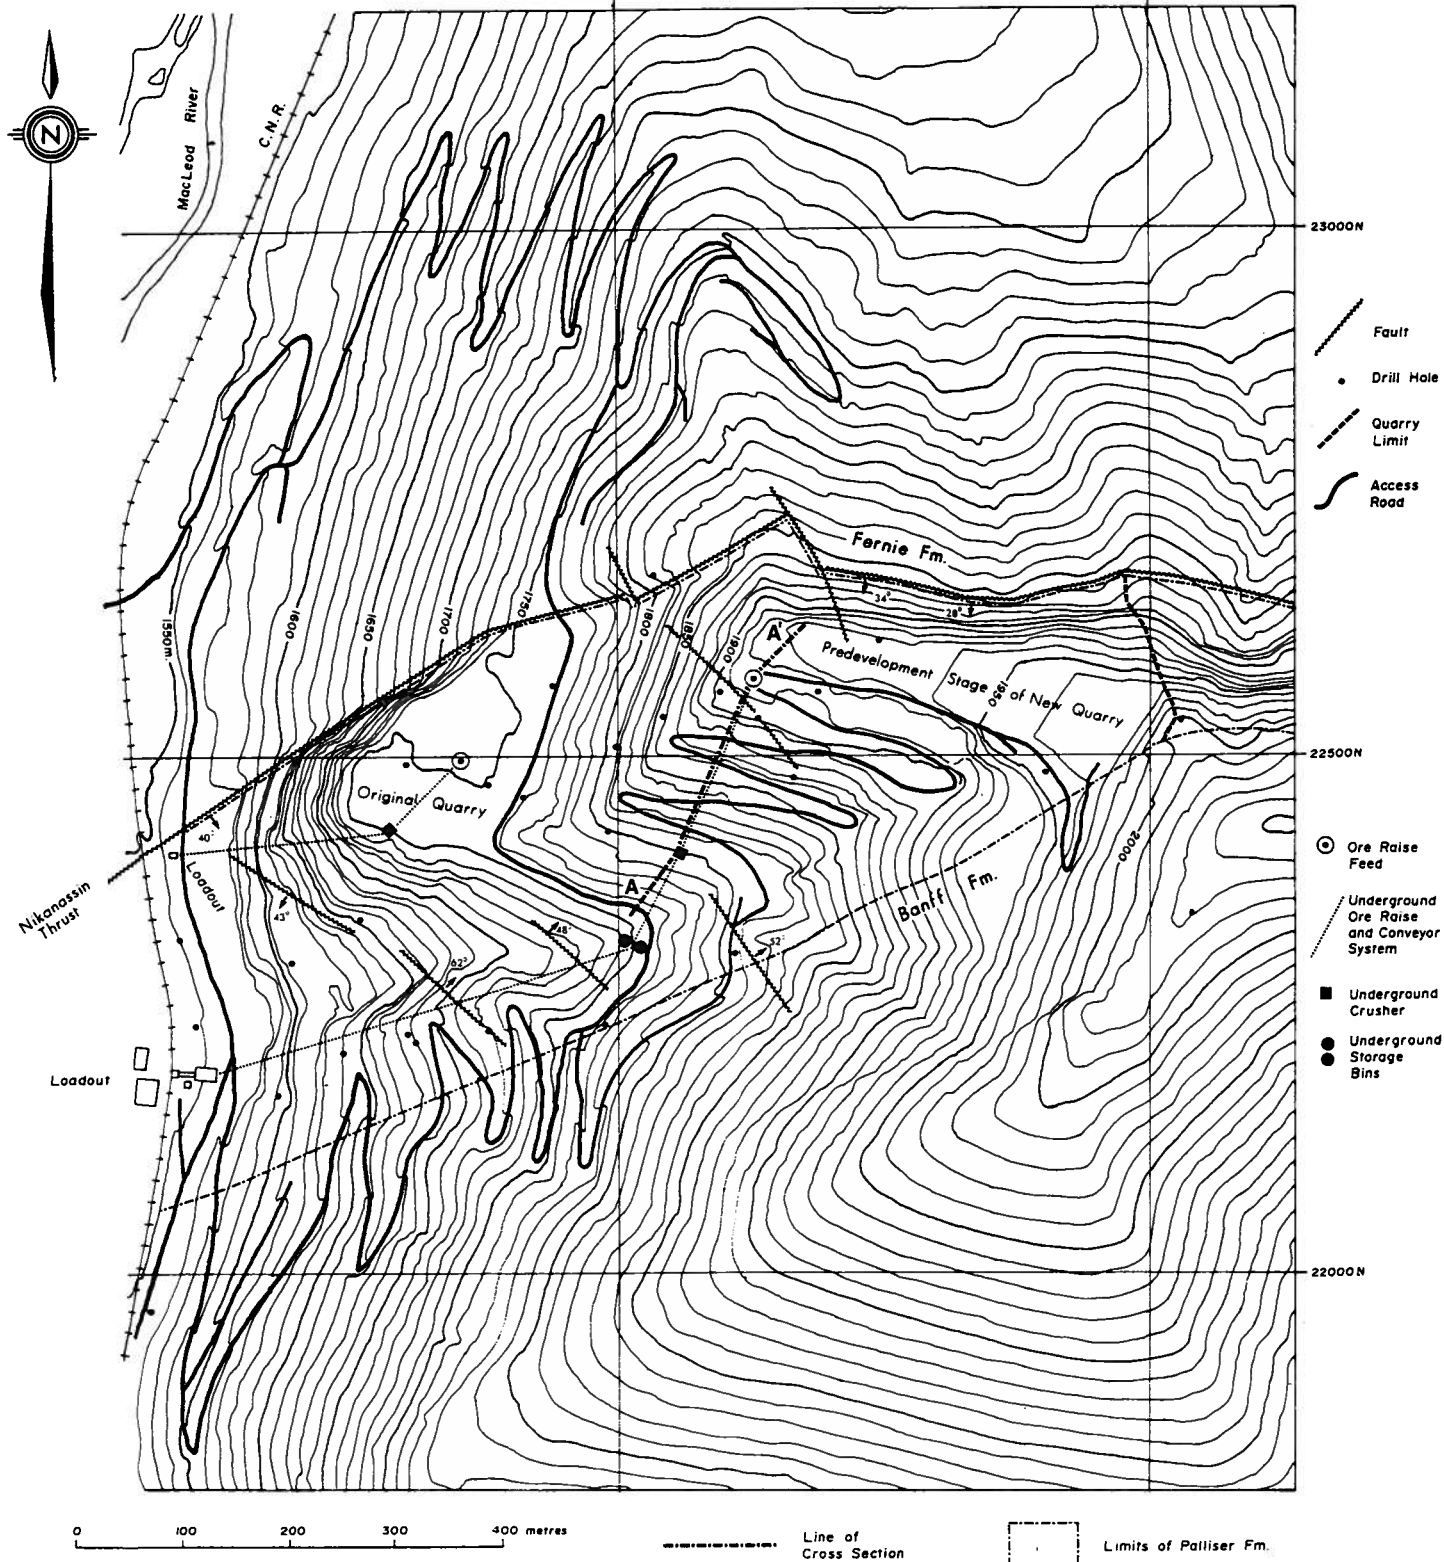 N
MacLeod River
C.N.R.
23000N
Fault
Drill Hole
Quarry
Limit
Access
Road
Fernie Fm.
34°
28°
1550m.
1600
1650
1700
1750
1800
1850
1900
A'
Predevelopment Stage of New Quarry
1950
22500N
Original Quarry
40°
Loadout
Nikanassin
Thrust
43°
A
48°
62°
52°
Banff Fm.
2000
Ore Raise
Feed
Underground
Ore Raise
and Conveyor
System
Underground
Crusher
Underground
Storage
Bins
Loadout
22000N
0 100 200 300 400 metres
Line of
Cross Section
Limits of Palliser Fm.